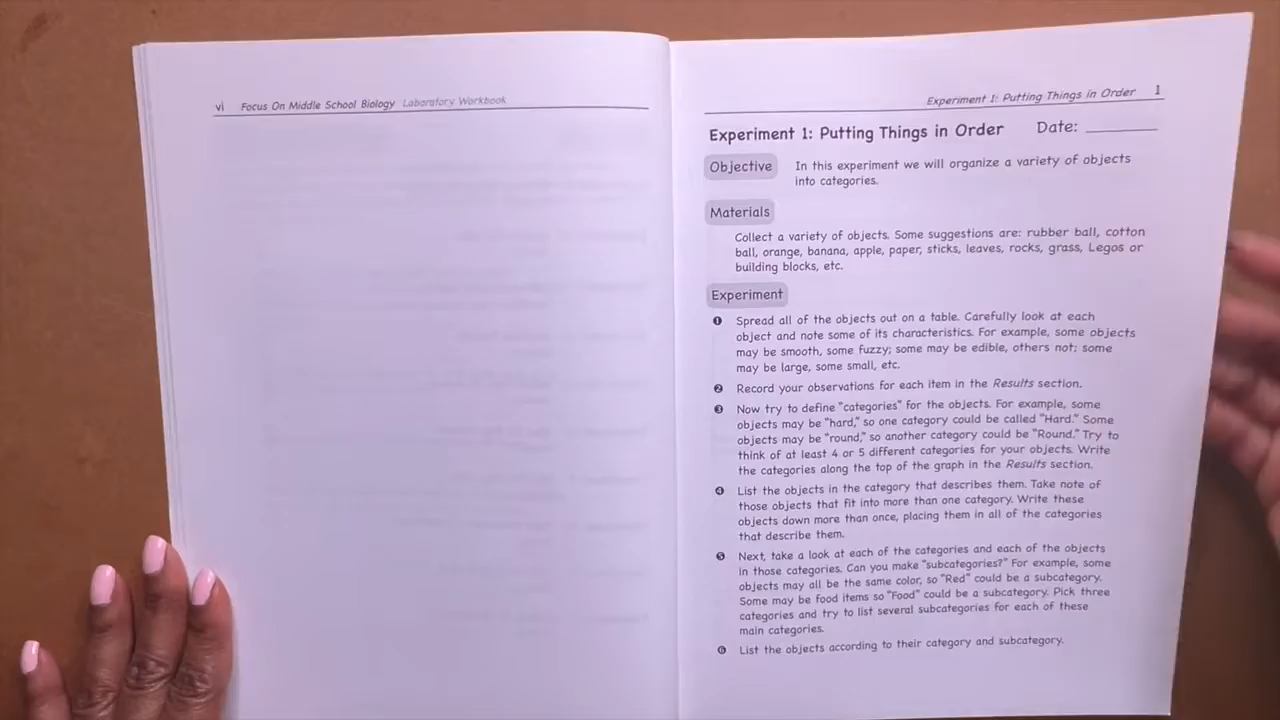 vi Focus On Middle School Biology Laboratory Workbook
Experiment 1: Putting Things in Order 1
Experiment 1: Putting Things in Order Date:
Objective In this experiment we will organize a variety of objects
into categories.
Materials
Collect a variety of objects. Some suggestions are: rubber ball, cotton
ball, orange, banana, apple, paper, sticks, leaves, rocks, grass, Legos or
building blocks, etc.
Experiment
❶ Spread all of the objects out on a table. Carefully look at each
object and note some of its characteristics. For example, some objects
may be smooth, some fuzzy; some may be edible, others not; some
may be large, some small, etc.
❷ Record your observations for each item in the Results section.
❸ Now try to define "categories" for the objects. For example, some
objects may be "hard," so one category could be called "Hard." Some
objects may be "round," so another category could be "Round." Try to
think of at least 4 or 5 different categories for your objects. Write
the categories along the top of the graph in the Results section.
❹ List the objects in the category that describes them. Take note of
those objects that fit into more than one category. Write these
objects down more than once, placing them in all of the categories
that describe them.
❺ Next, take a look at each of the categories and each of the objects
in those categories. Can you make "subcategories?" For example, some
objects may all be the same color, so "Red" could be a subcategory.
Some may be food items so "Food" could be a subcategory. Pick three
categories and try to list several subcategories for each of these
main categories.
❻ List the objects according to their category and subcategory.